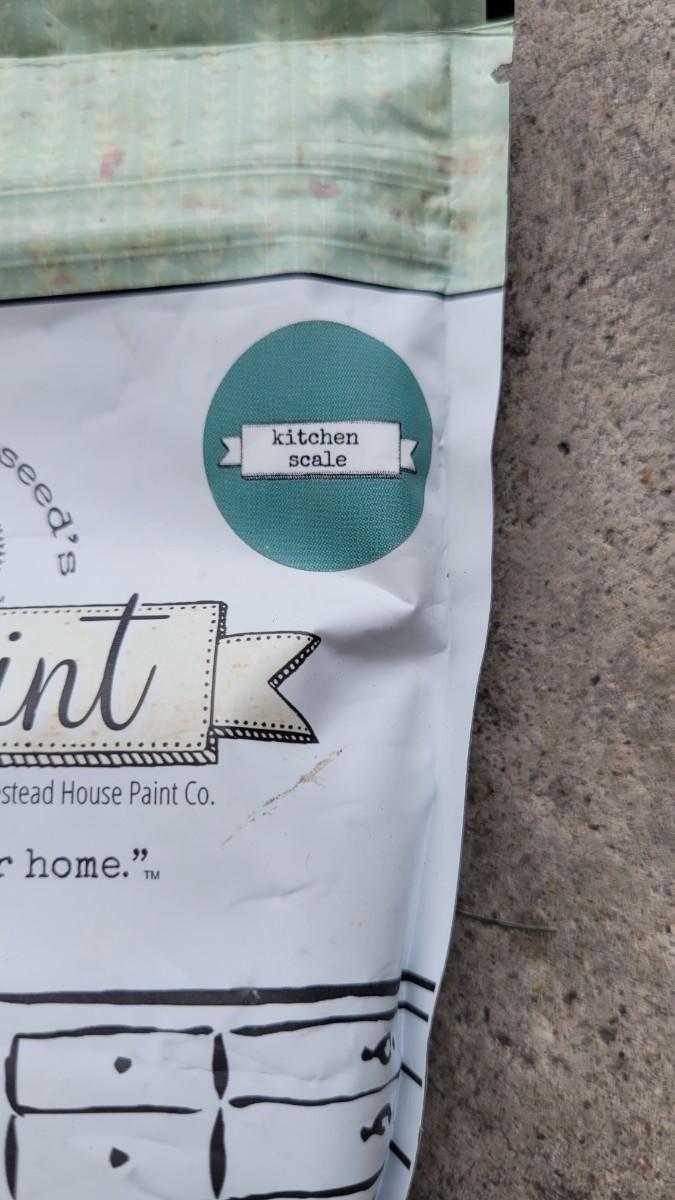 kitchen
scale
seed's
int
stead House Paint Co.
r home.”™